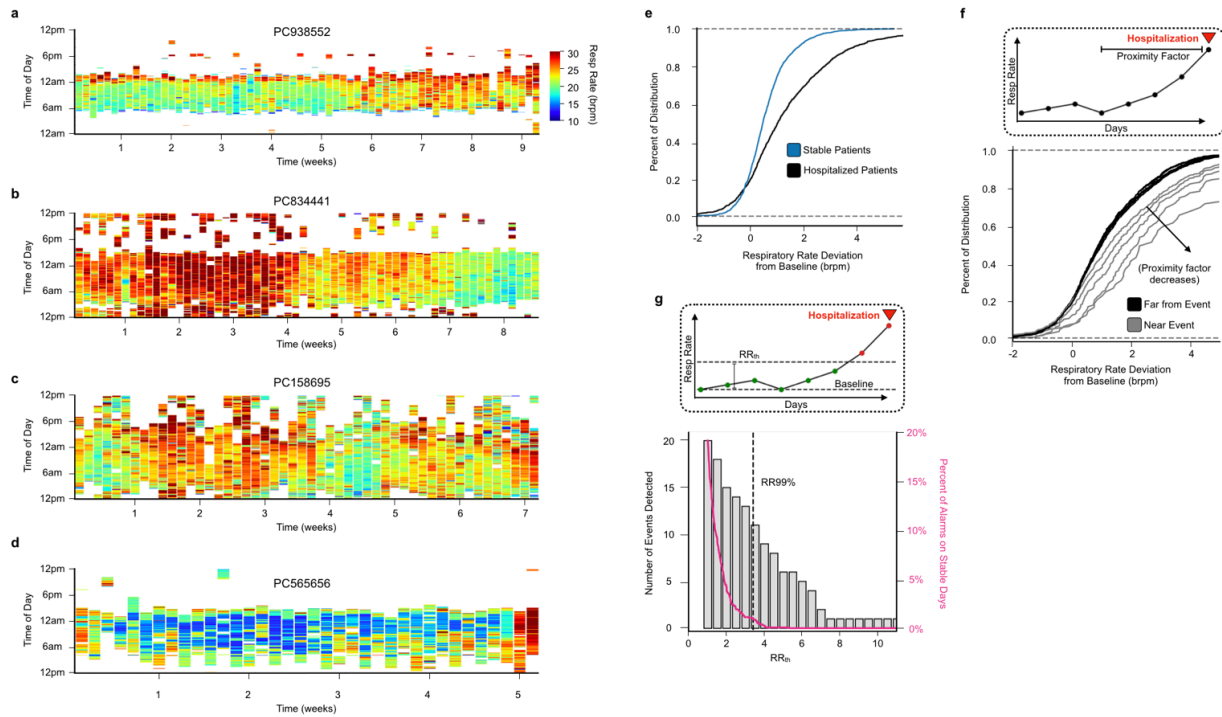 a
PC938552
12pm
6pm
12am
6am
12am
Time of Day
1 2 3 4 5 6 7 8 9
Time (weeks)
30
25
20
15
10
Resp Rate (bpm)
b
PC834441
12pm
6pm
12am
6am
12pm
Time of Day
1 2 3 4 5 6 7 8
Time (weeks)
c
PC158695
12pm
6pm
12am
6am
12am
Time of Day
1 2 3 4 5 6 7
Time (weeks)
d
PC565656
12pm
6pm
12am
6am
12pm
Time of Day
1 2 3 4 5
Time (weeks)
e
1.0
0.8
0.6
0.4
0.2
0.0
Percent of Distribution
Stable Patients
Hospitalized Patients
-2 0 2 4
Respiratory Rate Deviation
from Baseline (brpm)
f
Hospitalization
Proximity Factor
Resp Rate
Days
1.0
0.8
0.6
0.4
0.2
0.0
Percent of Distribution
(Proximity factor
decreases)
Far from Event
Near Event
-2 0 2 4
Respiratory Rate Deviation
from Baseline (brpm)
g
Hospitalization
RRth
Baseline
Resp Rate
Days
20
15
10
5
0
Number of Events Detected
RR99%
20%
15%
10%
5%
0%
Percent of Alarms on
Stable Days
0 2 4 6 8 10
RRth